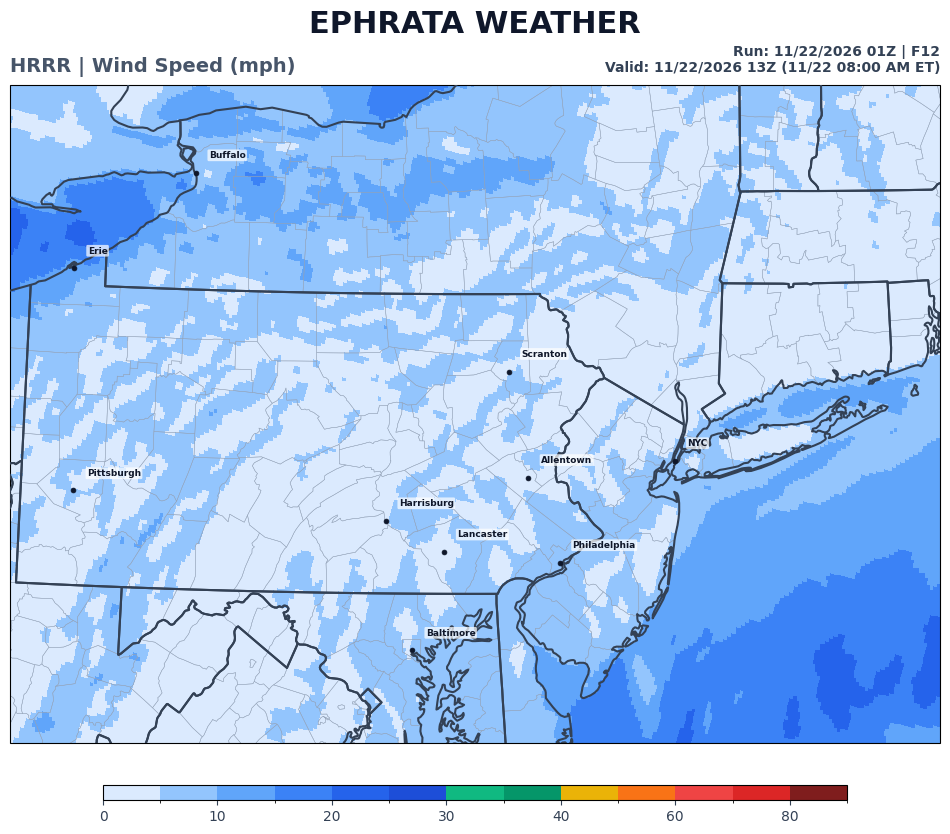 EPHRATA WEATHER
HRRR | Wind Speed (mph)
Run: 11/22/2026 01Z | F12
Valid: 11/22/2026 13Z (11/22 08:00 AM ET)
Buffalo
Erie
Scranton
NYC
Allentown
Pittsburgh
Harrisburg
Lancaster
Philadelphia
Baltimore
0 10 20 30 40 60 80